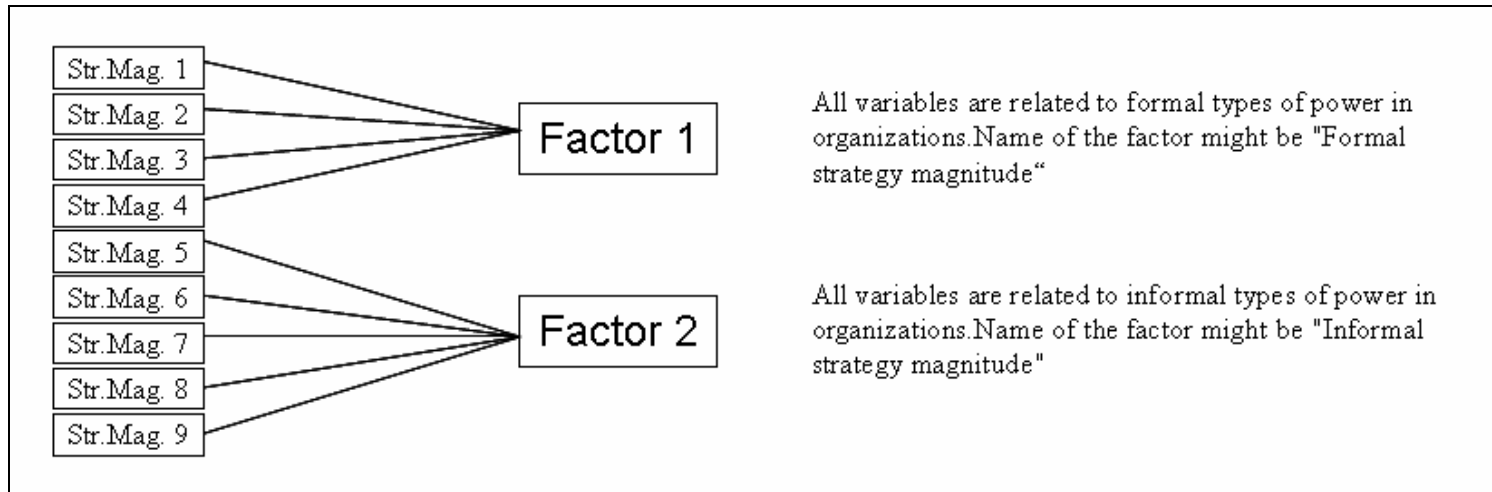 Str.Mag. 1
Str.Mag. 2
Str.Mag. 3
Str.Mag. 4
Str.Mag. 5
Str.Mag. 6
Str.Mag. 7
Str.Mag. 8
Str.Mag. 9
Factor 1
All variables are related to formal types of power in
organizations.Name of the factor might be "Formal
strategy magnitude“
Factor 2
All variables are related to informal types of power in
organizations.Name of the factor might be "Informal
strategy magnitude"